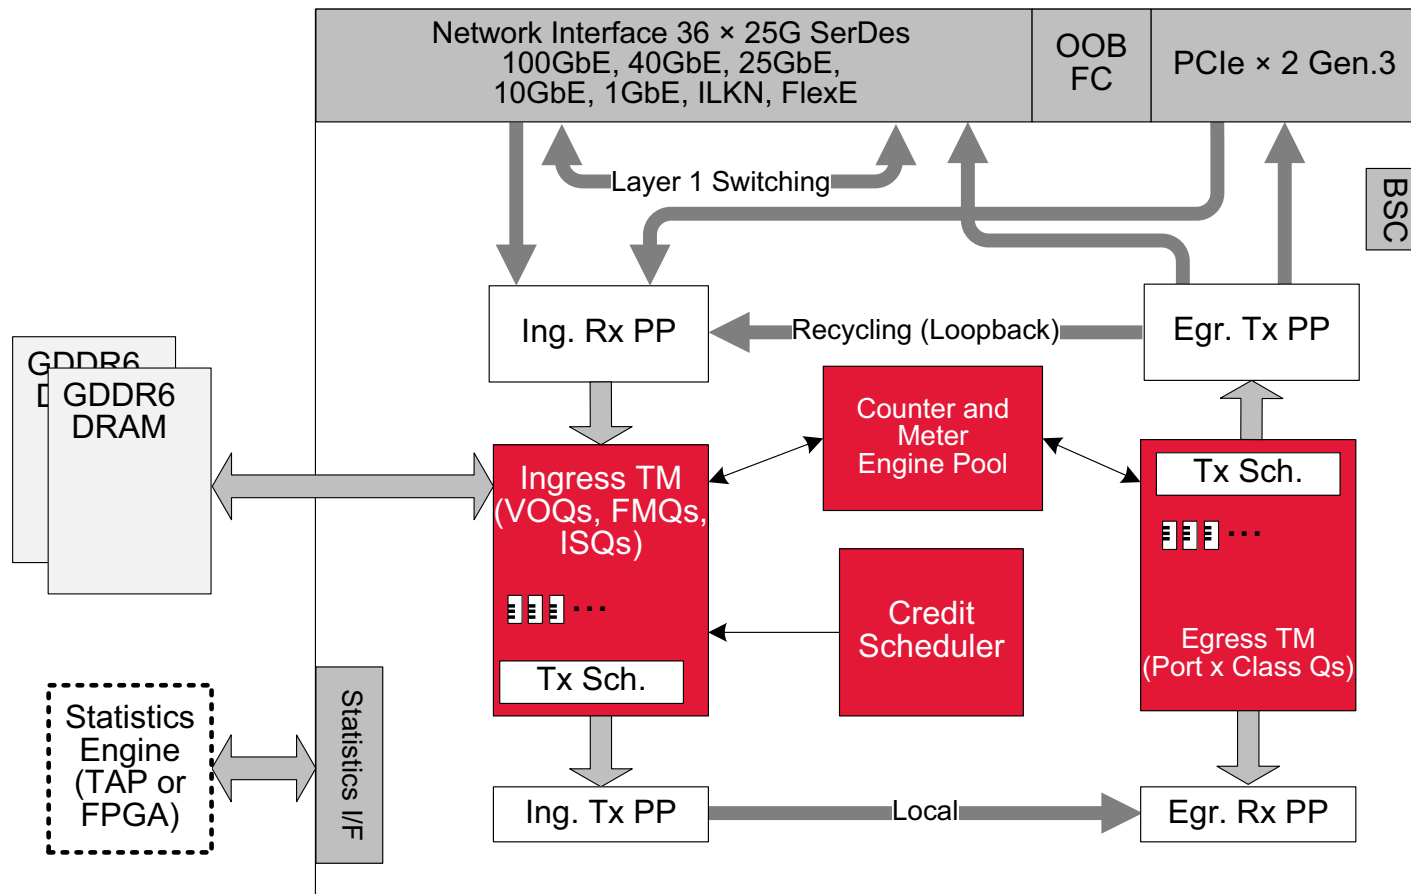 Network Interface 36 × 25G SerDes
100GbE, 40GbE, 25GbE,
10GbE, 1GbE, ILKN, FlexE
OOB
FC
PCIe × 2 Gen.3
Layer 1 Switching
BSC
Ing. Rx PP
Recycling (Loopback)
Egr. Tx PP
GDDR6
D
GDDR6
DRAM
Counter and
Meter
Engine Pool
Ingress TM
(VOQs, FMQs,
ISQs)
...
Tx Sch.
Tx Sch.
...
Credit
Scheduler
Egress TM
(Port x Class Qs)
Statistics
Engine
(TAP or
FPGA)
Statistics I/F
Ing. Tx PP
Local
Egr. Rx PP